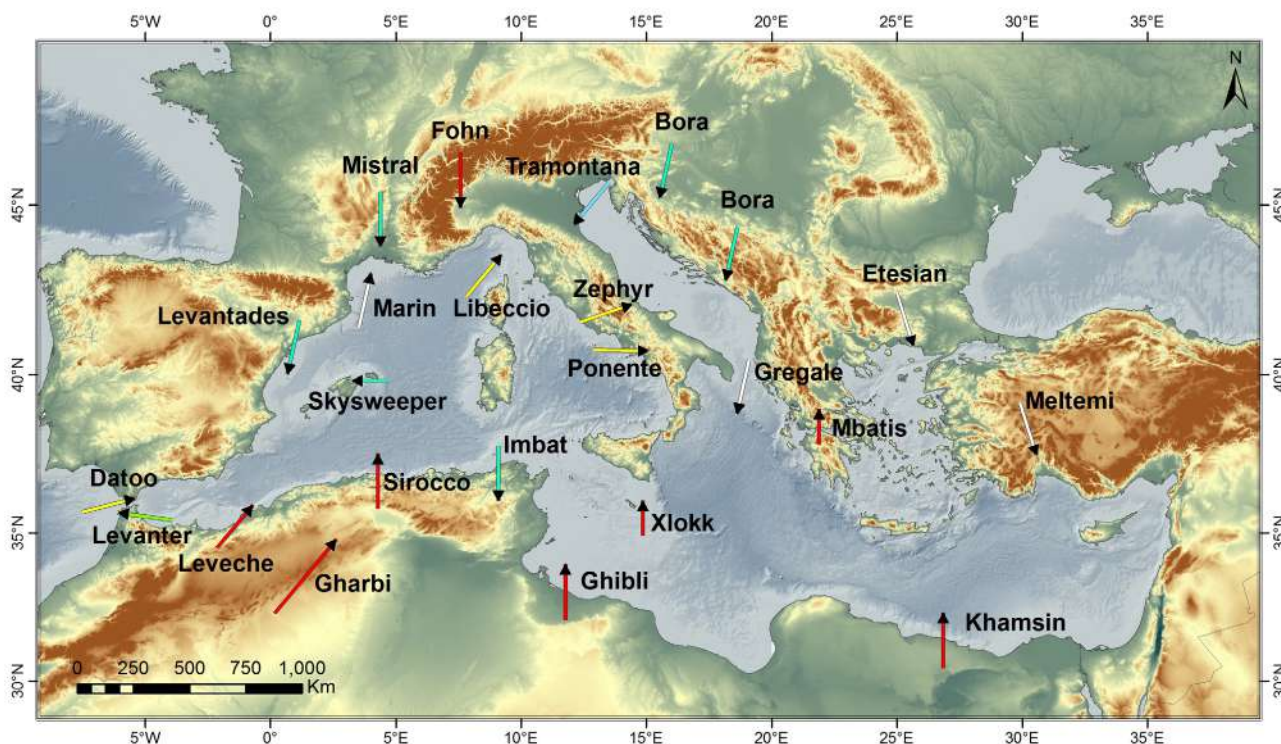 5°W 0° 5°E 10°E 15°E 20°E 25°E 30°E 35°E
N
Fohn
Bora
Mistral
Tramontana
45°N
45°N
Bora
Etesian
Marin
Libeccio
Zephyr
Levantades
Ponente
40°N
40°N
Gregale
Skysweeper
Meltemi
Mbatis
Imbat
Datoo
Sirocco
Levanter
Xlokk
35°N
35°N
Leveche
Gharbi
Ghibli
Khamsin
0 250 500 750 1,000
Km
30°N
30°N
5°W 0° 5°E 10°E 15°E 20°E 25°E 30°E 35°E